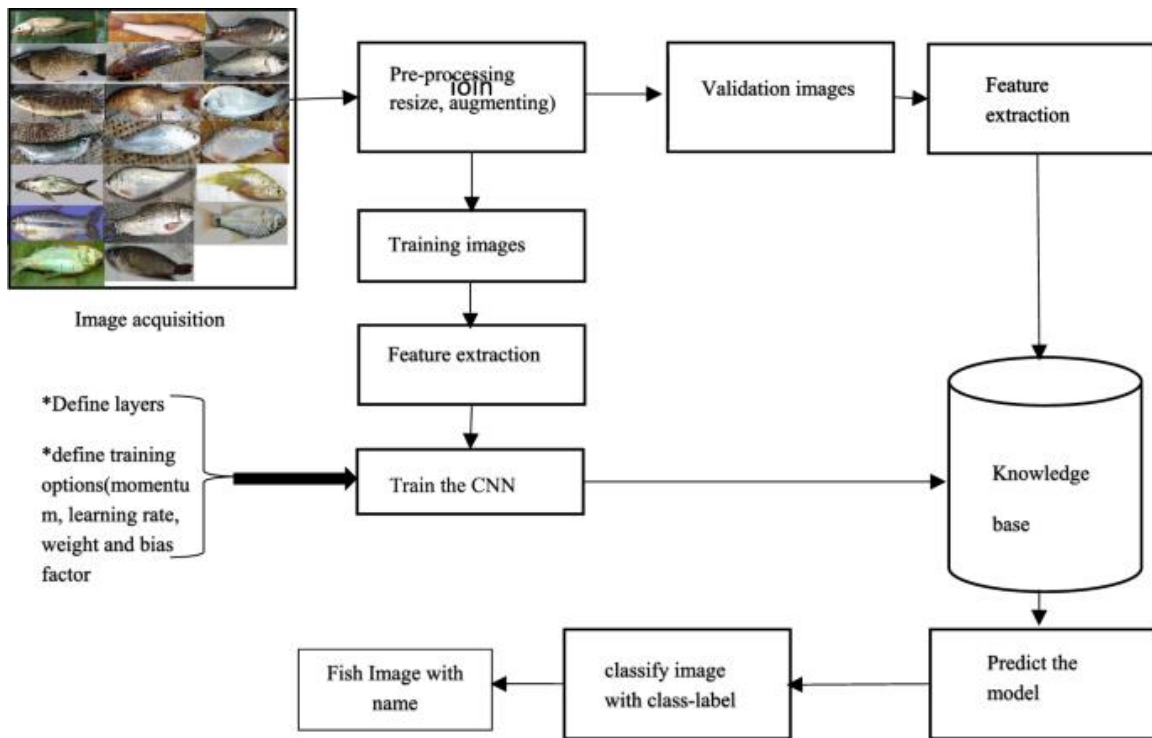 Pre-processing
ioin
resize, augmenting)
Validation images
Feature
extraction
Training images
Image acquisition
Feature extraction
*Define layers
*define training
options(momentu
m, learning rate,
weight and bias
factor
Train the CNN
Knowledge
base
Fish Image with
name
classify image
with class-label
Predict the
model